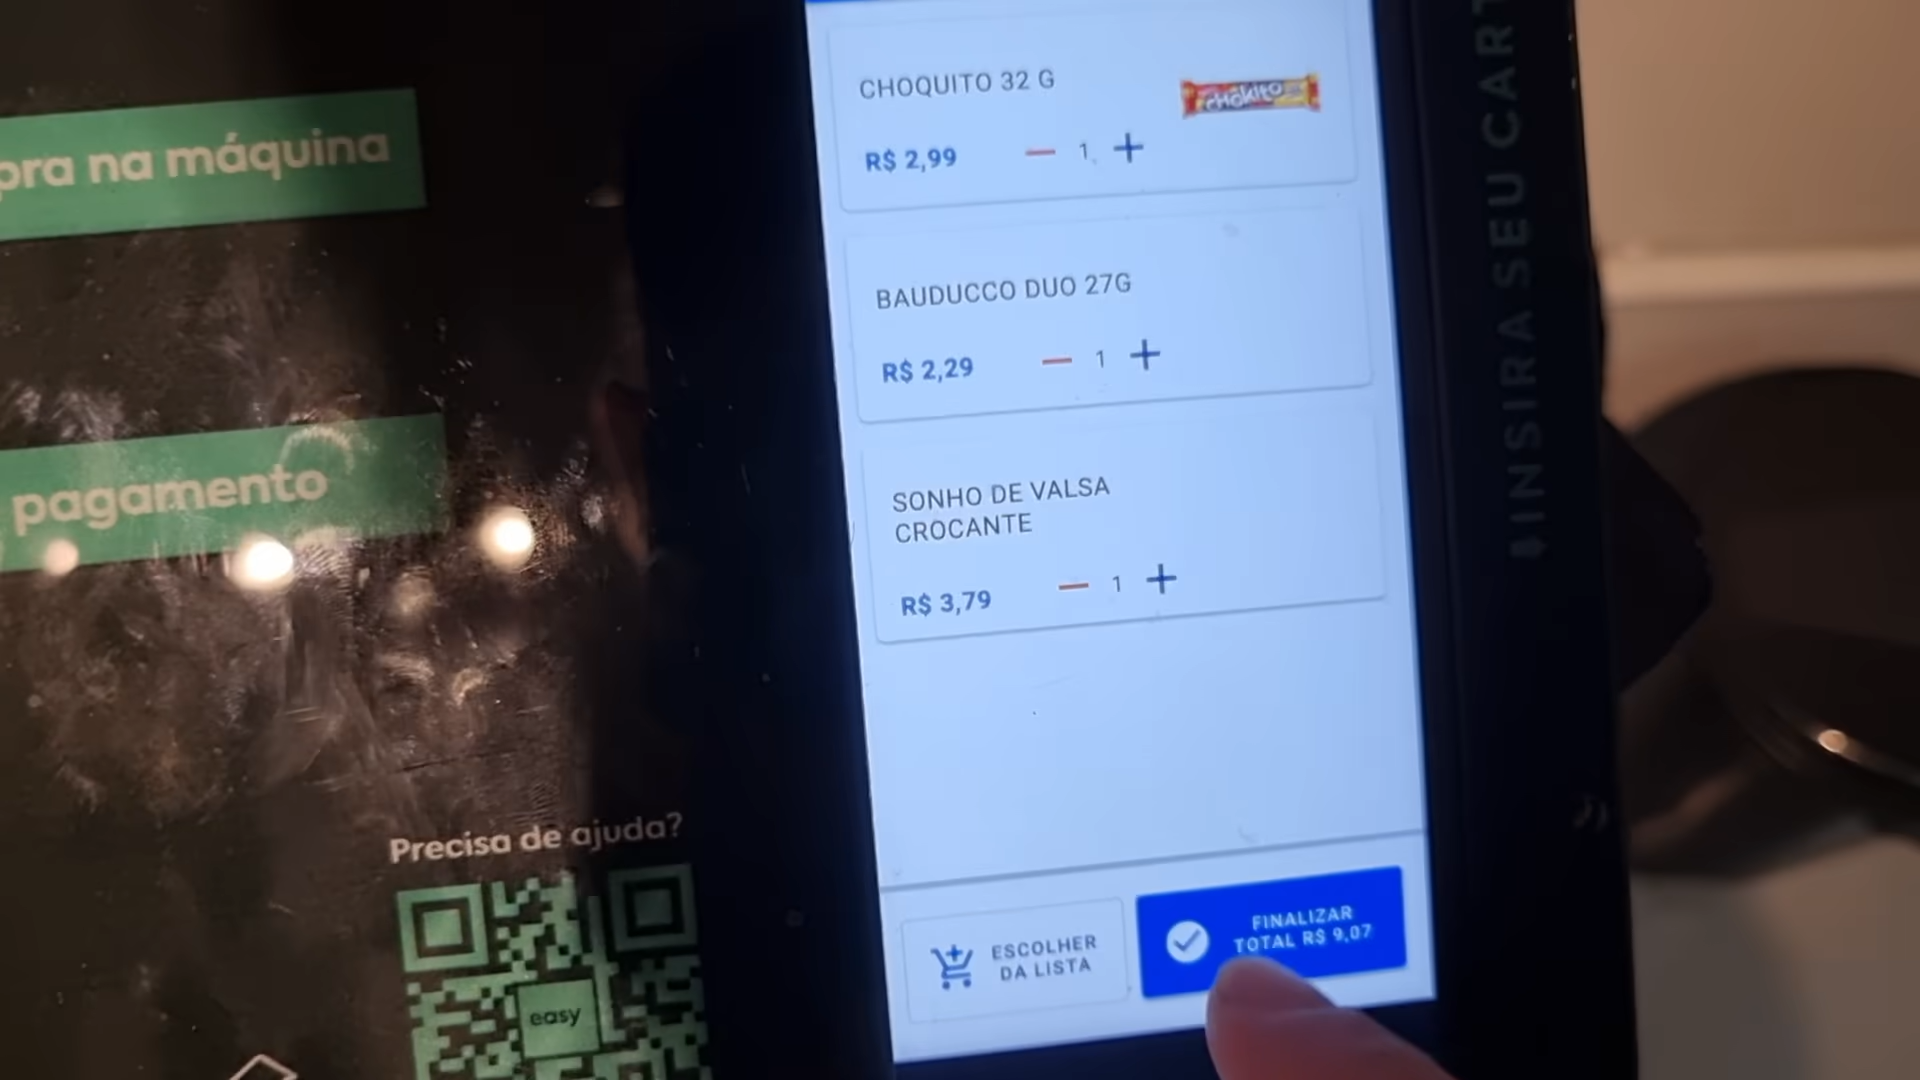 na máquina
pagamento
Precisa de ajuda?
easy
CHOQUITO 32 G
CHOKITO
R$ 2,99
1
BAUDUCCO DUO 27G
R$ 2,29
1
SONHO DE VALSA
CROCANTE
R$ 3,79
1
ESCOLHER
DA LISTA
FINALIZAR
TOTAL R$ 9,07
INSIRA SEU CART